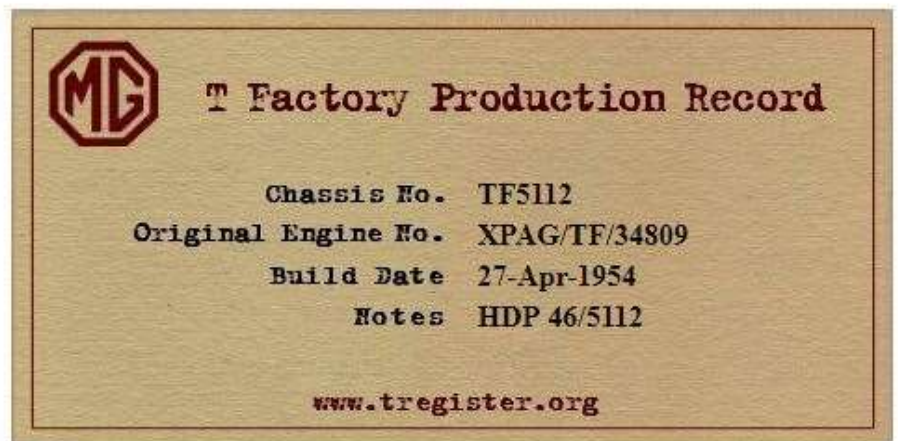 MG T Factory Production Record
Chassis No. TF5112
Original Engine No. XPAG/TF/34809
Build Date 27-Apr-1954
Notes HDP 46/5112
www.tregister.org